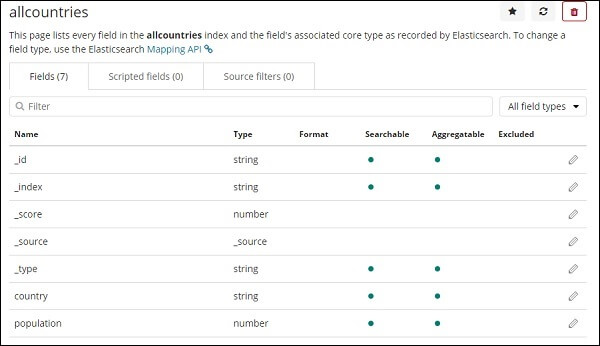 allcountries
This page lists every field in the allcountries index and the field's associated core type as recorded by Elasticsearch. To change a
field type, use the Elasticsearch Mapping API
Fields (7) Scripted fields (0) Source filters (0)
Filter All field types
Name Type Format Searchable Aggregatable Excluded
_id string
_index string
_score number
_source _source
_type string
country string
population number